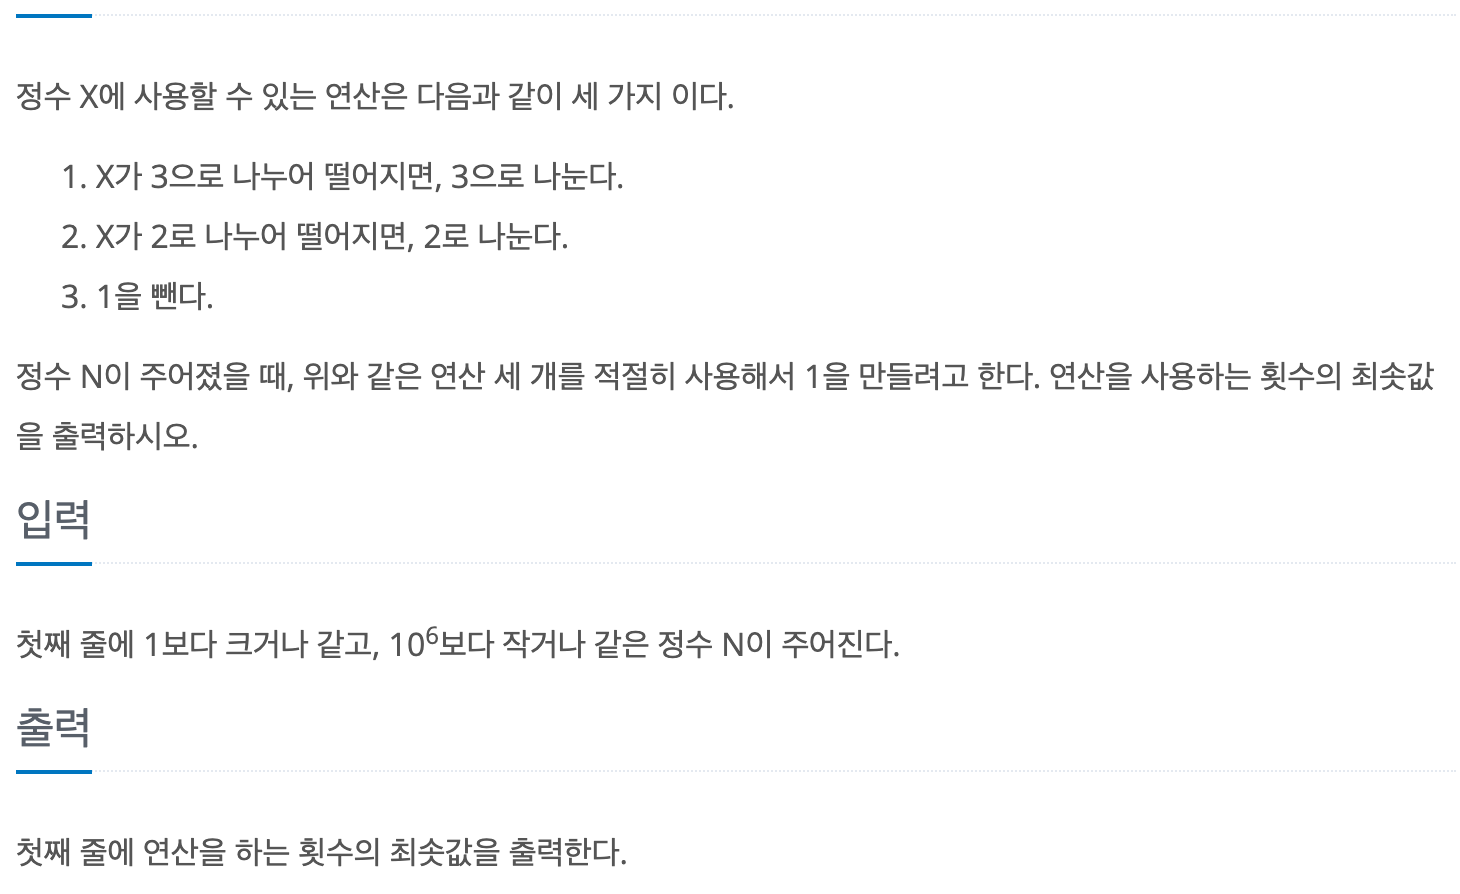 정수 X에 사용할 수 있는 연산은 다음과 같이 세 가지 이다.
1. X가 3으로 나누어 떨어지면, 3으로 나눈다.
2. X가 2로 나누어 떨어지면, 2로 나눈다.
3. 1을 뺀다.
정수 N이 주어졌을 때, 위와 같은 연산 세 개를 적절히 사용해서 1을 만들려고 한다. 연산을 사용하는 횟수의 최솟값
을 출력하시오.
입력
첫째 줄에 1보다 크거나 같고, 10⁶보다 작거나 같은 정수 N이 주어진다.
출력
첫째 줄에 연산을 하는 횟수의 최솟값을 출력한다.